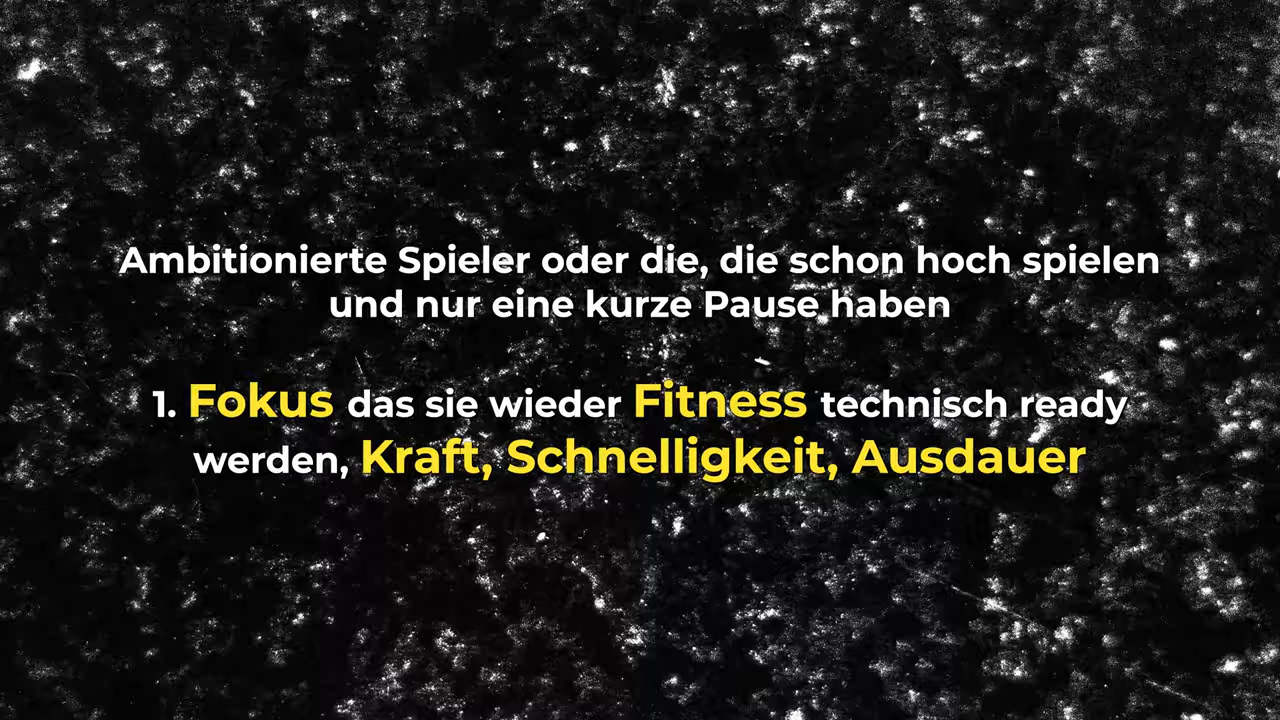 Ambitionierte Spieler oder die, die schon hoch spielen
und nur eine kurze Pause haben
1. Fokus das sie wieder Fitness technisch ready
werden, Kraft, Schnelligkeit, Ausdauer